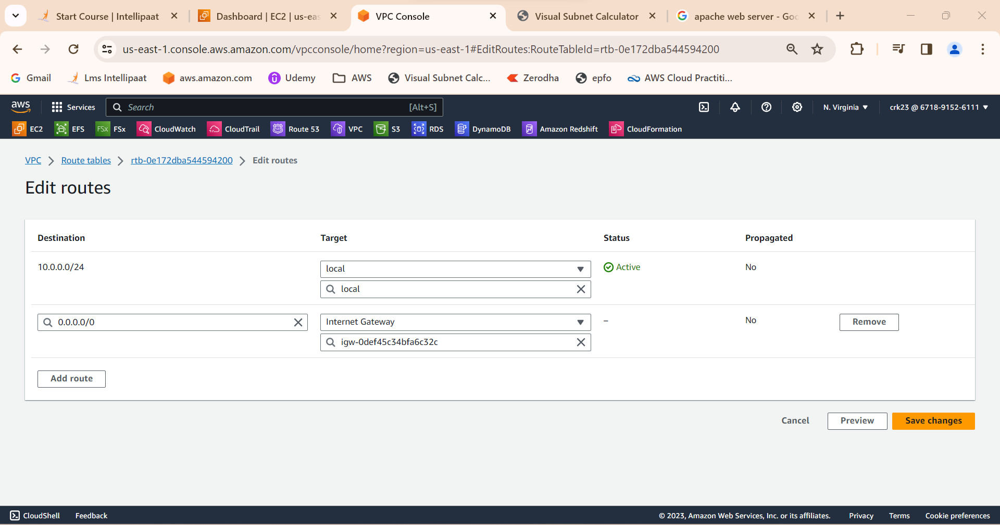 Start Course | Intellipaat
Dashboard | EC2 | us-eas
VPC Console
Visual Subnet Calculator
apache web server - Goo
us-east-1.console.aws.amazon.com/vpcconsole/home?region=us-east-1#EditRoutes:RouteTableId=rtb-0e172dba544594200
Gmail Lms Intellipaat aws.amazon.com Udemy AWS Visual Subnet Calc... Zerodha epfo AWS Cloud Practiti...
aws Services Search [Alt+S] N. Virginia crk23 @ 6718-9152-6111
EC2 EFS FSx FSx CloudWatch CloudTrail Route 53 VPC S3 RDS DynamoDB Amazon Redshift CloudFormation
VPC Route tables rtb-0e172dba544594200 Edit routes
Edit routes
Destination Target Status Propagated
10.0.0.0/24 local Active No
local
0.0.0.0/0 Internet Gateway – No Remove
igw-0def45c34bfa6c32c
Add route
Cancel Preview Save changes
CloudShell Feedback © 2023, Amazon Web Services, Inc. or its affiliates. Privacy Terms Cookie preferences